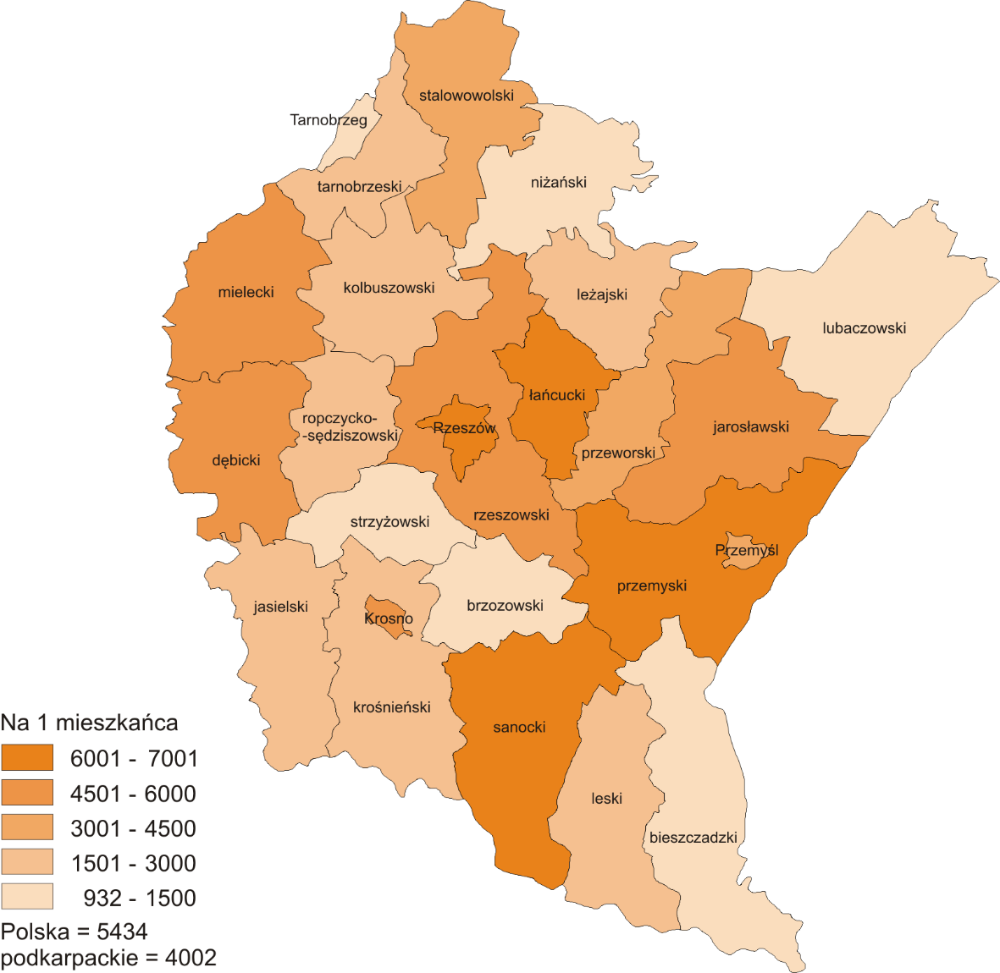 stalowowolski
Tarnobrzeg
niżański
tarnobrzeski
mielecki
kolbuszowski
leżajski
lubaczowski
łańcucki
ropczycko-
-sędziszowski
Rzeszów
jarosławski
przeworski
dębicki
rzeszowski
strzyżowski
Przemyśl
przemyski
jasielski
brzozowski
Krosno
krośnieński
sanocki
leski
bieszczadzki
Na 1 mieszkańca
6001 - 7001
4501 - 6000
3001 - 4500
1501 - 3000
932 - 1500
Polska = 5434
podkarpackie = 4002